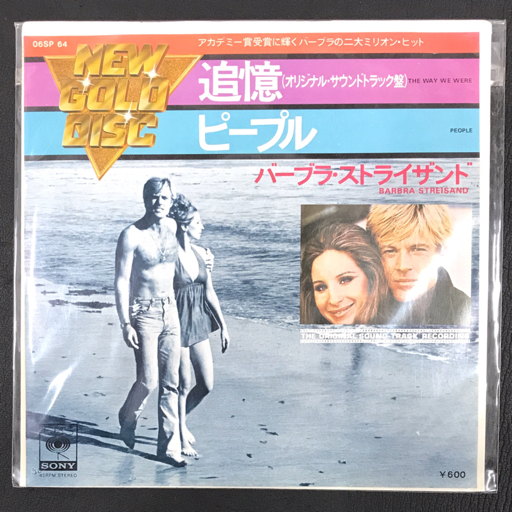 06SP 64
アカデミー賞受賞に輝くバーブラの二大ミリオン・ヒット
NEW
GOLD
DISC
追憶(オリジナル・サウンドトラック盤) THE WAY WE WERE
ピープル PEOPLE
バーブラ・ストライザンド
BARBRA STREISAND
THE ORIGINAL SOUND TRACK RECORDING
SONY
45RPM STEREO
¥600